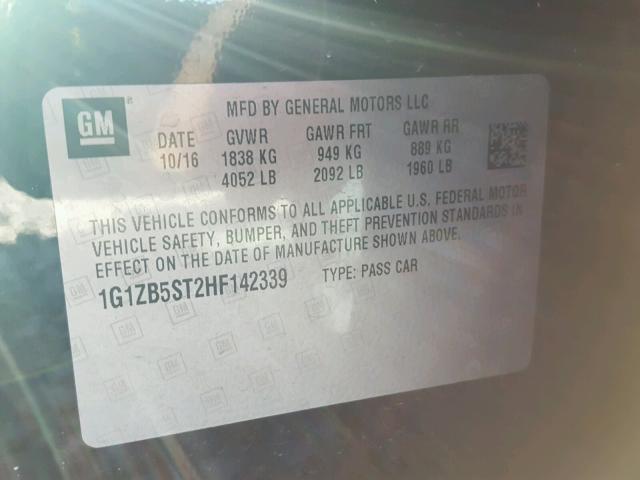 GM
MFD BY GENERAL MOTORS LLC
DATE GVWR GAWR FRT GAWR RR
10/16 1838 KG 949 KG 889 KG
4052 LB 2092 LB 1960 LB
THIS VEHICLE CONFORMS TO ALL APPLICABLE U.S. FEDERAL MOTOR
VEHICLE SAFETY, BUMPER, AND THEFT PREVENTION STANDARDS IN
EFFECT ON THE DATE OF MANUFACTURE SHOWN ABOVE.
1G1ZB5ST2HF142339 TYPE: PASS CAR